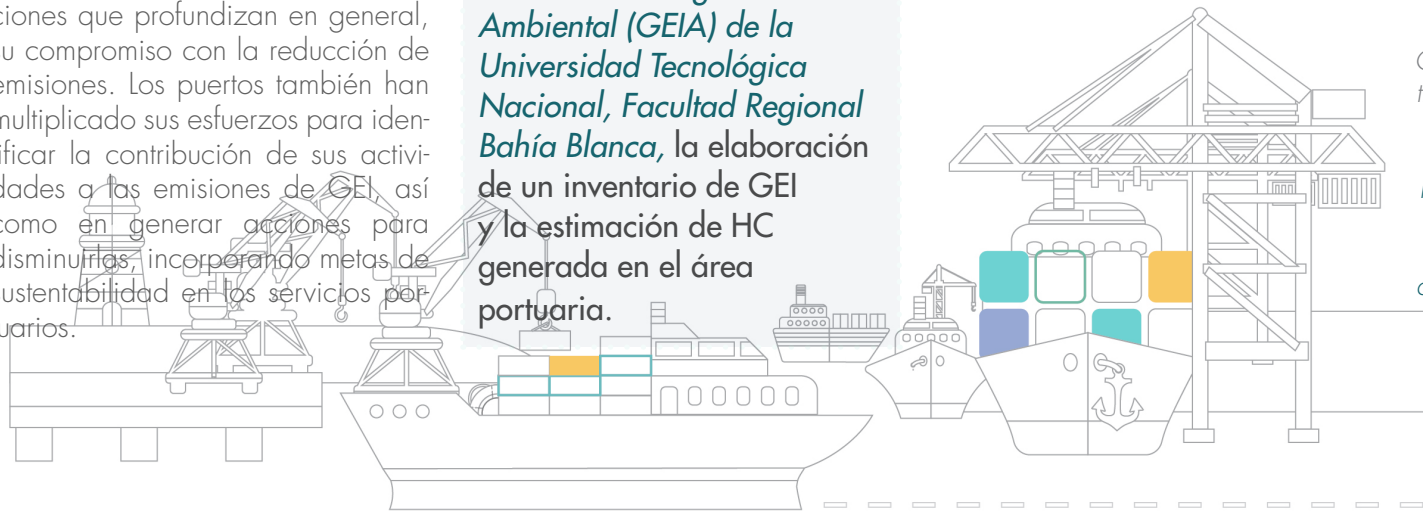 ciones que profundizan en general,
u compromiso con la reducción de
emisiones. Los puertos también han
multiplicado sus esfuerzos para iden-
ificar la contribución de sus activi-
dades a las emisiones de GEI, así
como en generar acciones para
disminuirlas, incorporando metas de
sustentabilidad en los servicios por-
uarios.
Ambiental (GEIA) de la
Universidad Tecnológica
Nacional, Facultad Regional
Bahía Blanca, la elaboración
de un inventario de GEI
y la estimación de HC
generada en el área
portuaria.